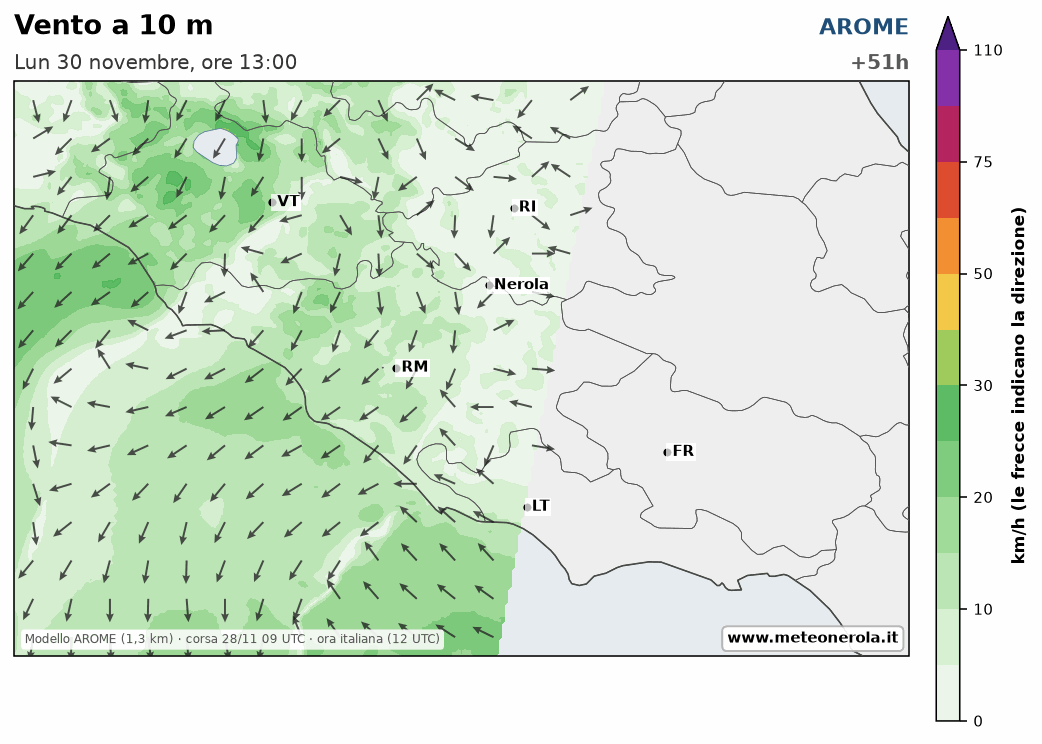 Vento a 10 m
AROME
Lun 30 novembre, ore 13:00
+51h
VT
RI
Nerola
RM
FR
LT
Modello AROME (1,3 km) · corsa 28/11 09 UTC · ora italiana (12 UTC)
www.meteonerola.it
110
75
50
30
20
10
0
km/h (le frecce indicano la direzione)